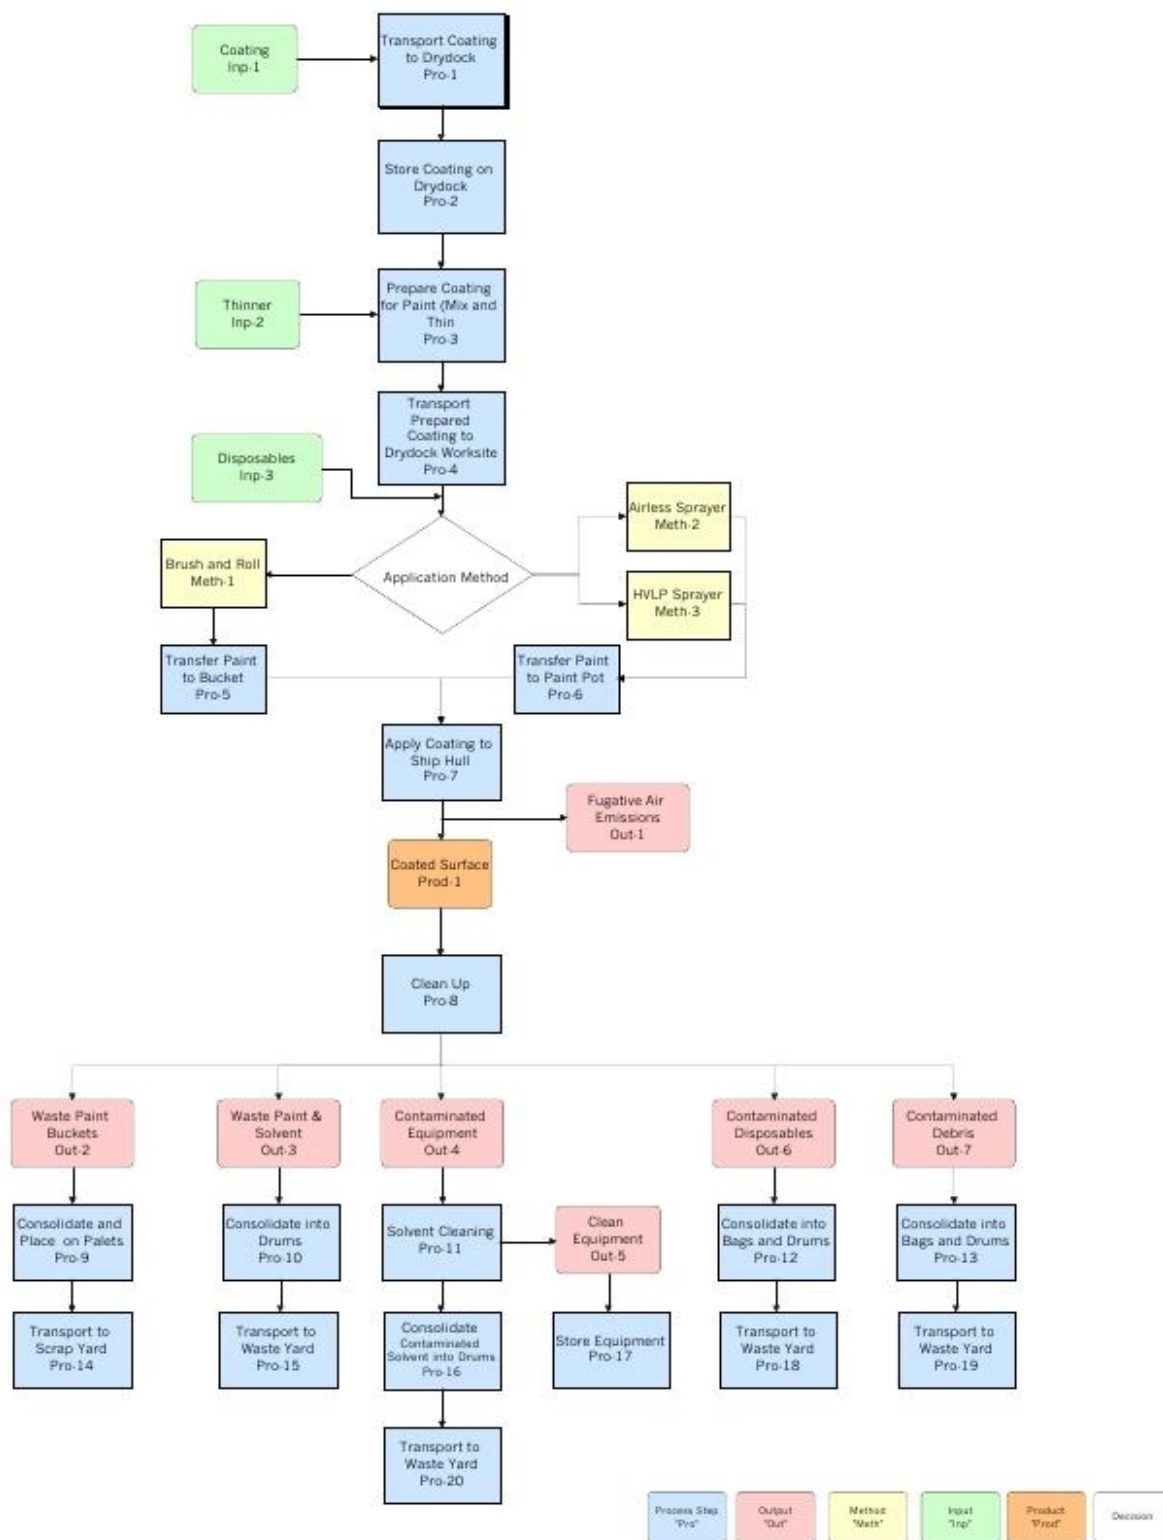 Coating
Inp-1
Transport Coating
to Drydock
Pro-1
Store Coating on
Drydock
Pro-2
Thinner
Inp-2
Prepare Coating
for Paint (Mix and
Thin
Pro-3
Transport
Prepared
Coating to
Drydock Worksite
Pro-4
Disposables
Inp-3
Airless Sprayer
Meth-2
Brush and Roll
Meth-1
Application Method
HVLP Sprayer
Meth-3
Transfer Paint
to Bucket
Pro-5
Transfer Paint
to Paint Pot
Pro-6
Apply Coating to
Ship Hull
Pro-7
Fugative Air
Emissions
Out-1
Coated Surface
Prod-1
Clean Up
Pro-8
Waste Paint
Buckets
Out-2
Waste Paint &
Solvent
Out-3
Contaminated
Equipment
Out-4
Contaminated
Disposables
Out-6
Contaminated
Debris
Out-7
Consolidate and
Place on Palets
Pro-9
Consolidate into
Drums
Pro-10
Solvent Cleaning
Pro-11
Clean
Equipment
Out-5
Consolidate into
Bags and Drums
Pro-12
Consolidate into
Bags and Drums
Pro-13
Transport to
Scrap Yard
Pro-14
Transport to
Waste Yard
Pro-15
Consolidate
Contaminated
Solvent into Drums
Pro-16
Store Equipment
Pro-17
Transport to
Waste Yard
Pro-18
Transport to
Waste Yard
Pro-19
Transport to
Waste Yard
Pro-20
Process Step
"Pro"
Output
"Out"
Method
"Meth"
Input
"Inp"
Product
"Prod"
Decision